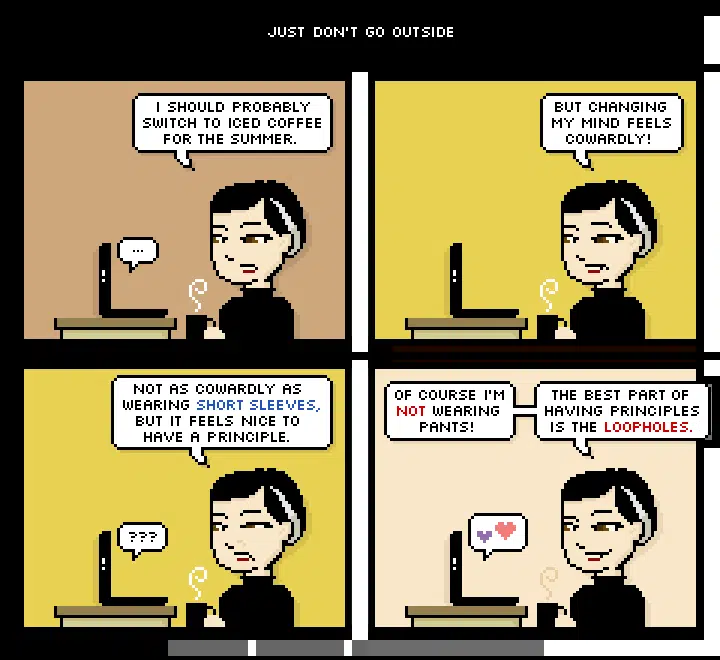 JUST DON'T GO OUTSIDE
I SHOULD PROBABLY
SWITCH TO ICED COFFEE
FOR THE SUMMER.
...
BUT CHANGING
MY MIND FEELS
COWARDLY!
NOT AS COWARDLY AS
WEARING SHORT SLEEVES,
BUT IT FEELS NICE TO
HAVE A PRINCIPLE.
???
OF COURSE I'M
NOT WEARING
PANTS!
THE BEST PART OF
HAVING PRINCIPLES
IS THE LOOPHOLES.